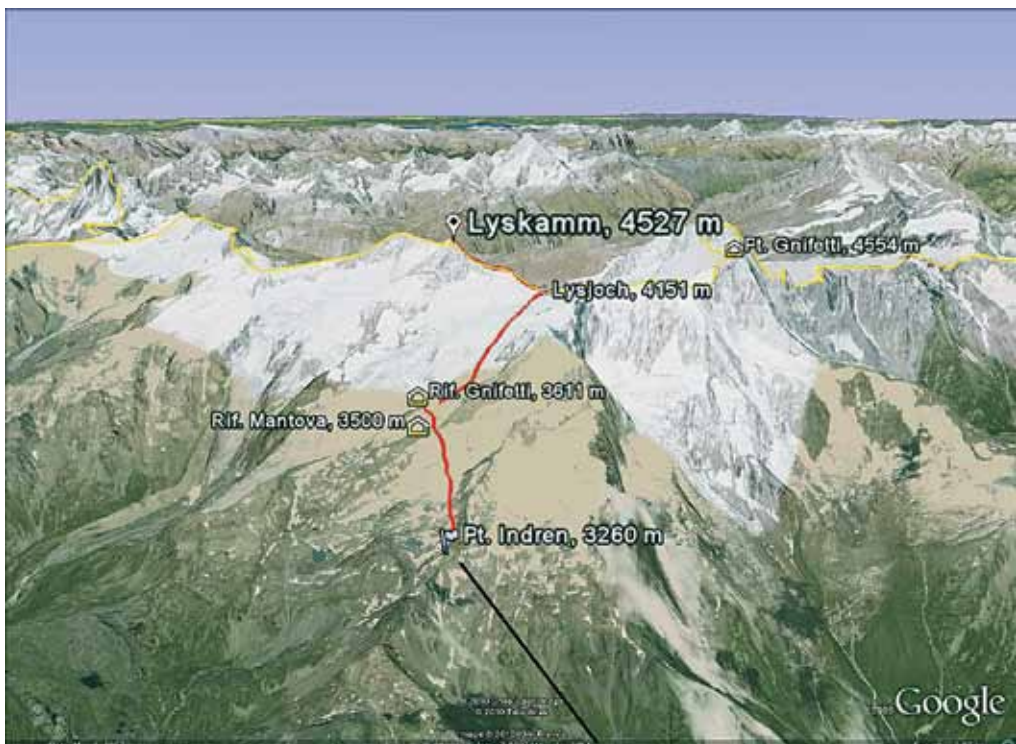 Lyskamm, 4527 m
Pt. Gnifetti, 4554 m
Lysjoch, 4151 m
Rif. Gnifetti, 3611 m
Rif. Mantova, 3500 m
Pt. Indren, 3260 m
Google